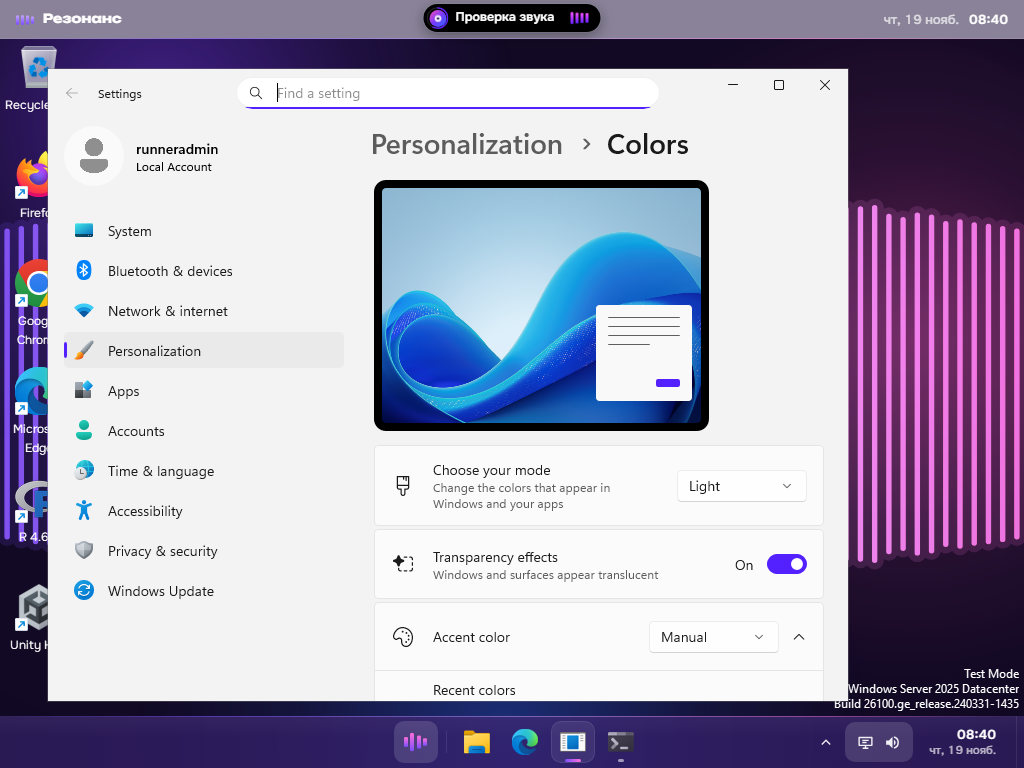 Резонанс
Проверка звука
чт, 19 нояб. 08:40
Recycle
Firefo
Goog
Chrom
Micros
Edg
R 4.6
Unity H
Settings
Find a setting
runneradmin
Local Account
System
Bluetooth & devices
Network & internet
Personalization
Apps
Accounts
Time & language
Accessibility
Privacy & security
Windows Update
Personalization > Colors
Choose your mode
Change the colors that appear in
Windows and your apps
Light
Transparency effects
Windows and surfaces appear translucent
On
Accent color
Manual
Recent colors
Test Mode
Windows Server 2025 Datacenter
Build 26100.ge_release.240331-1435
08:40
чт, 19 нояб.